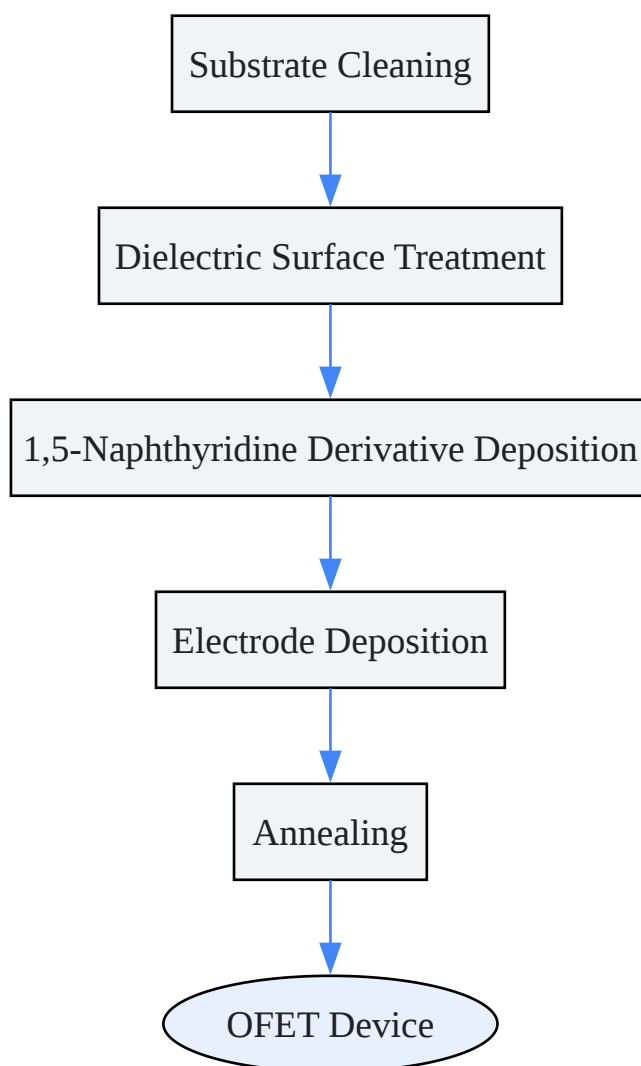 Substrate Cleaning
Dielectric Surface Treatment
1,5-Naphthyridine Derivative Deposition
Electrode Deposition
Annealing
OFET Device